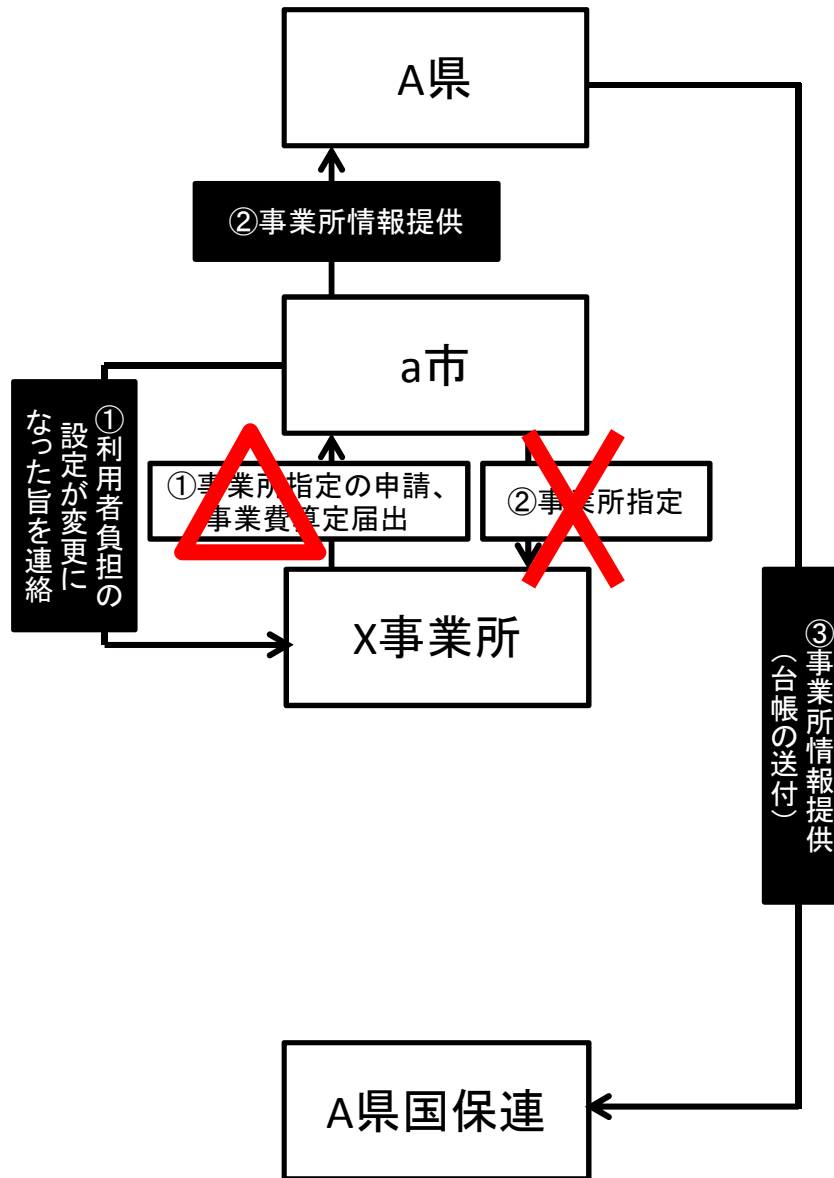 A県
②事業所情報提供
a市
①利用者負担の
設定が変更に
なった旨を連絡
①事業所指定の申請、
事業費算定届出
②事業所指定
X事業所
③事業所情報提供
（台帳の送付）
A県国保連